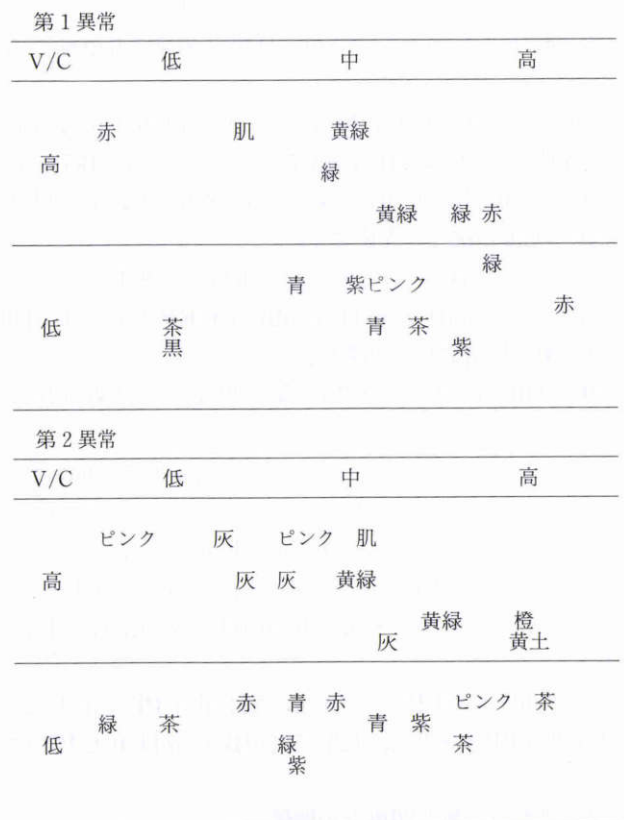 第1異常
V/C 低 中 高
赤 肌 黄緑
高
緑
黄緑 緑 赤
緑
青 紫ピンク
赤
低 茶 青 茶
黒 紫
第2異常
V/C 低 中 高
ピンク 灰 ピンク 肌
高 灰 灰 黄緑
黄緑 橙
灰 黄土
赤 青 赤 ピンク 茶
緑 茶 青 紫
低 緑 茶
紫